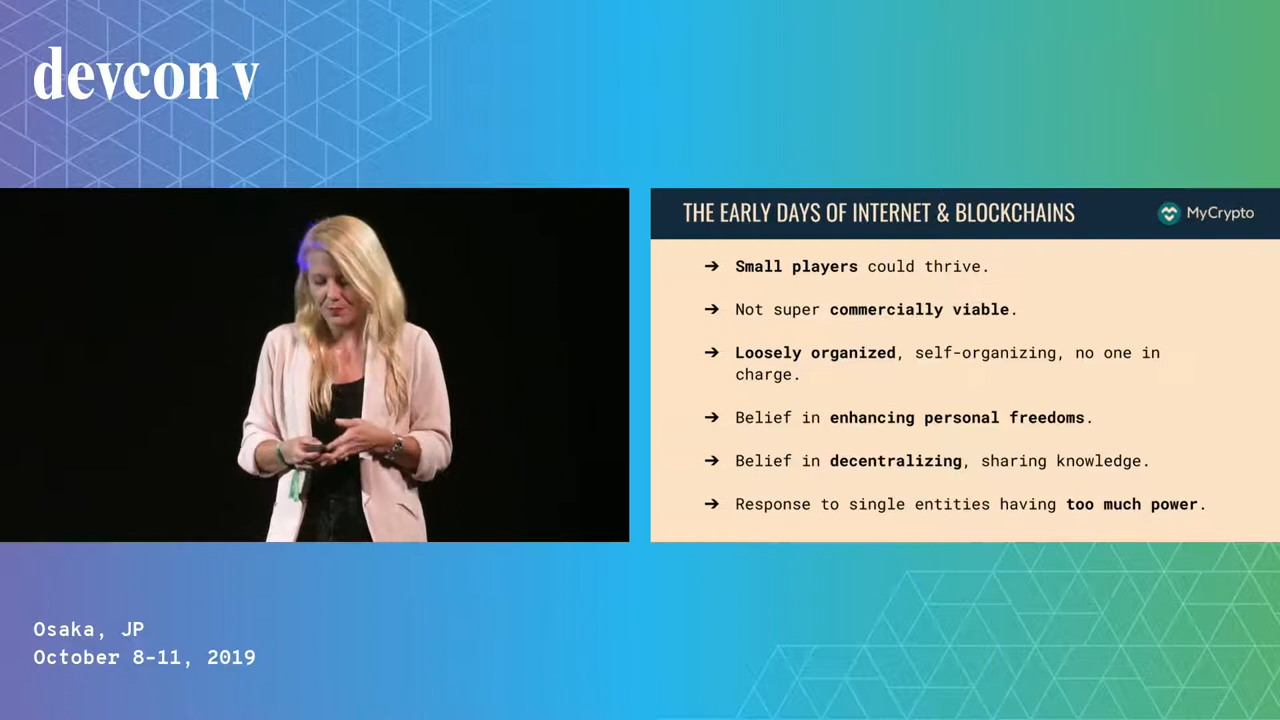 devcon v
THE EARLY DAYS OF INTERNET & BLOCKCHAINS
MyCrypto
➔ Small players could thrive.
➔ Not super commercially viable.
➔ Loosely organized, self-organizing, no one in
charge.
➔ Belief in enhancing personal freedoms.
➔ Belief in decentralizing, sharing knowledge.
➔ Response to single entities having too much power.
Osaka, JP
October 8-11, 2019